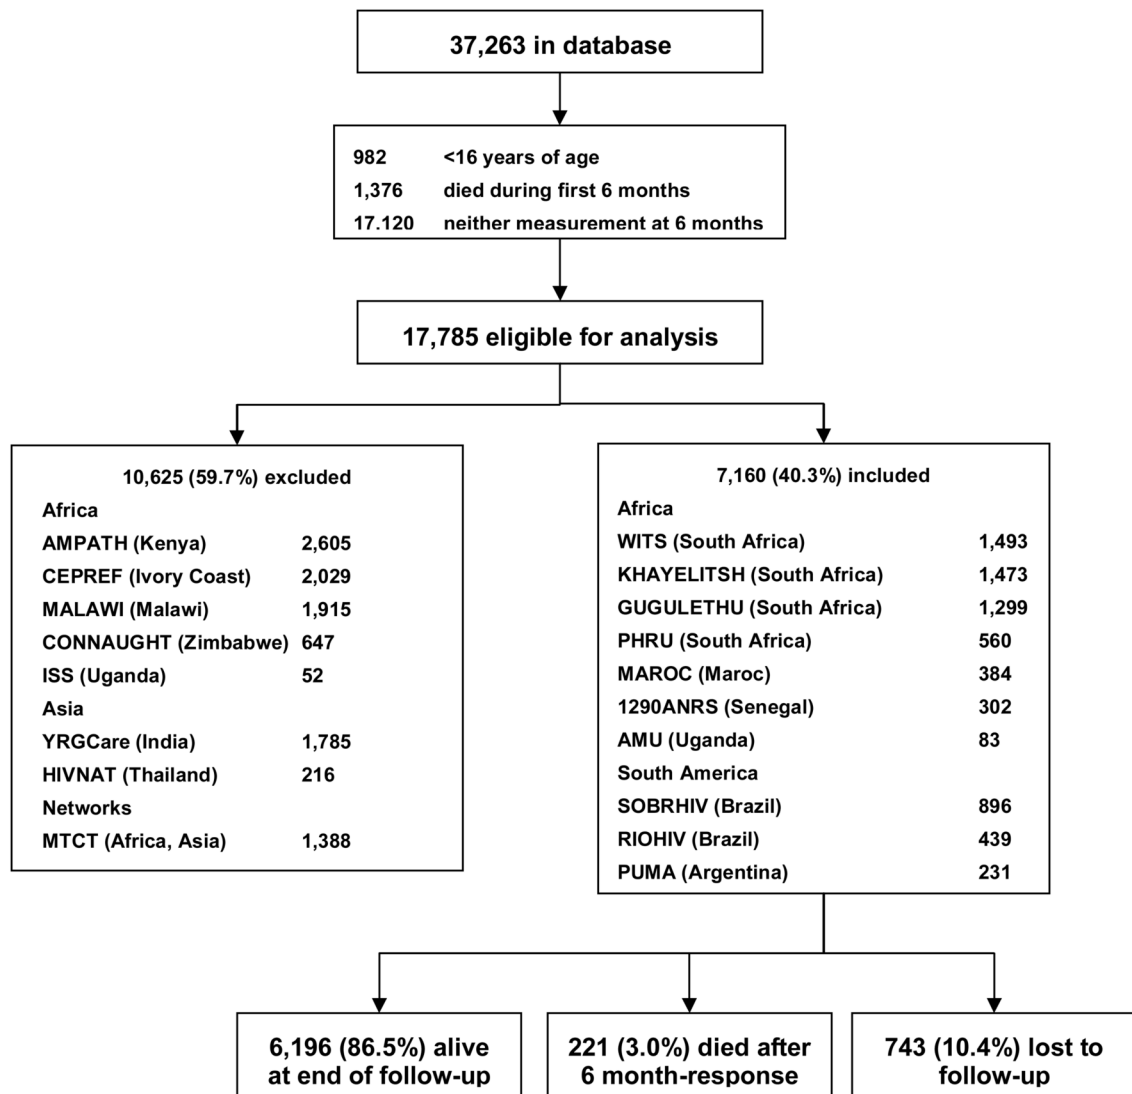 37,263 in database
982 <16 years of age
1,376 died during first 6 months
17.120 neither measurement at 6 months
17,785 eligible for analysis
10,625 (59.7%) excluded
Africa
AMPATH (Kenya) 2,605
CEPREF (Ivory Coast) 2,029
MALAWI (Malawi) 1,915
CONNAUGHT (Zimbabwe) 647
ISS (Uganda) 52
Asia
YRGCare (India) 1,785
HIVNAT (Thailand) 216
Networks
MTCT (Africa, Asia) 1,388
7,160 (40.3%) included
Africa
WITS (South Africa) 1,493
KHAYELITSH (South Africa) 1,473
GUGULETHU (South Africa) 1,299
PHRU (South Africa) 560
MAROC (Maroc) 384
1290ANRS (Senegal) 302
AMU (Uganda) 83
South America
SOBRHIV (Brazil) 896
RIOHIV (Brazil) 439
PUMA (Argentina) 231
6,196 (86.5%) alive
at end of follow-up
221 (3.0%) died after
6 month-response
743 (10.4%) lost to
follow-up